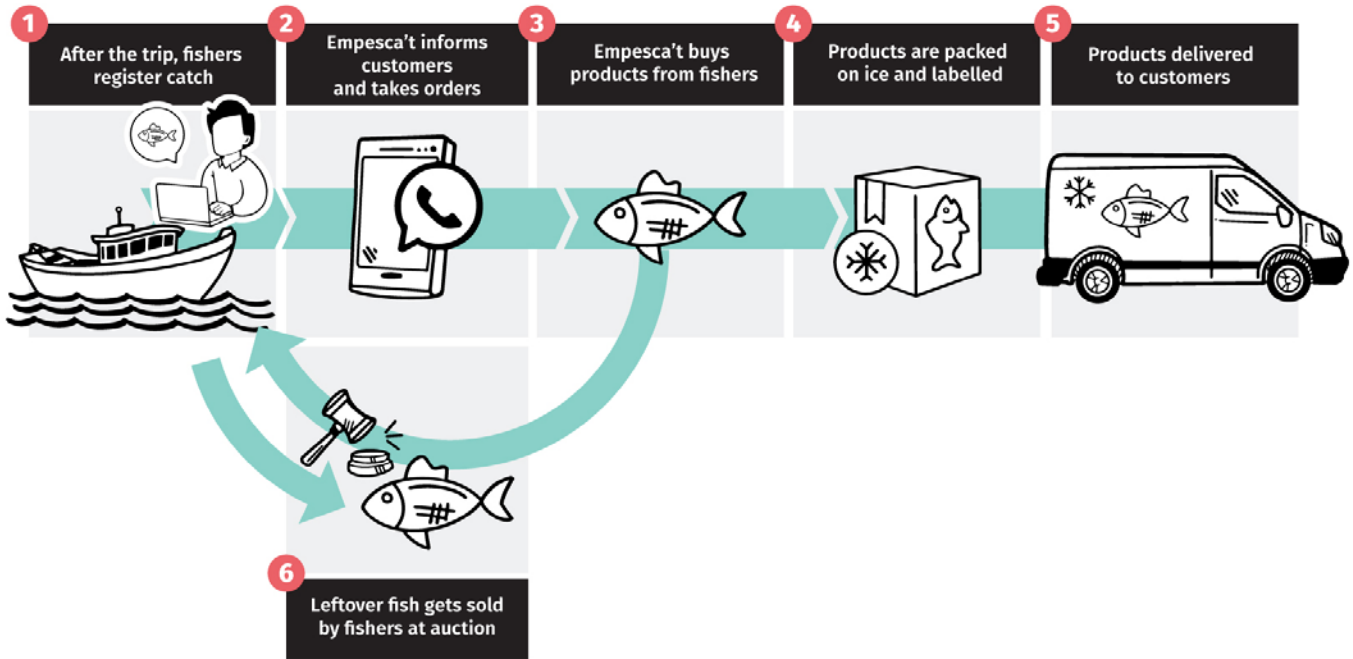 1
After the trip, fishers
register catch
2
Empesca't informs
customers
and takes orders
3
Empesca't buys
products from fishers
4
Products are packed
on ice and labelled
5
Products delivered
to customers
6
Leftover fish gets sold
by fishers at auction